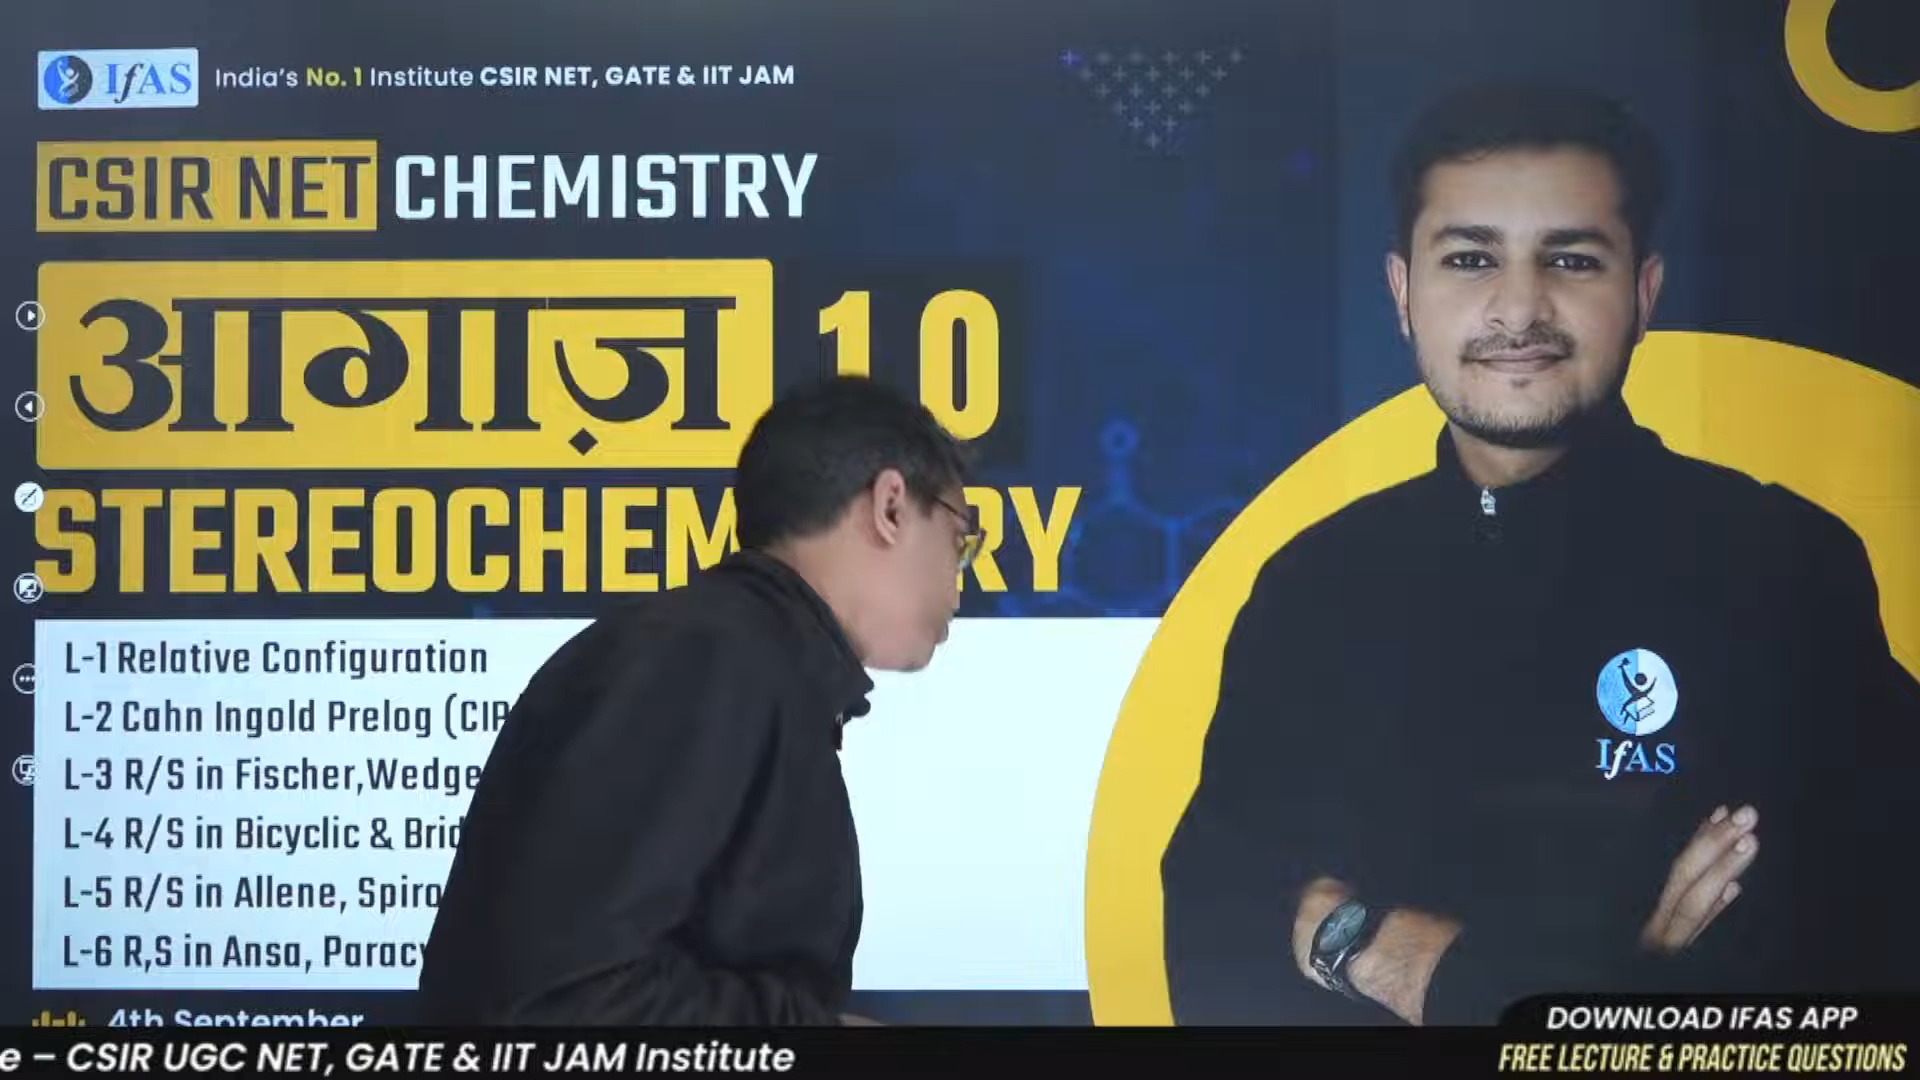 IfAS India's No. 1 Institute CSIR NET, GATE & IIT JAM
CSIR NET CHEMISTRY
आगाज़ 1 0
STEREOCHEM RY
L-1 Relative Configuration
L-2 Cahn Ingold Prelog (CIP
L-3 R/S in Fischer,Wedge
L-4 R/S in Bicyclic & Brid
L-5 R/S in Allene, Spiro
L-6 R,S in Ansa, Paracy
4th September
IfAS
e – CSIR UGC NET, GATE & IIT JAM Institute
DOWNLOAD IFAS APP
FREE LECTURE & PRACTICE QUESTIONS